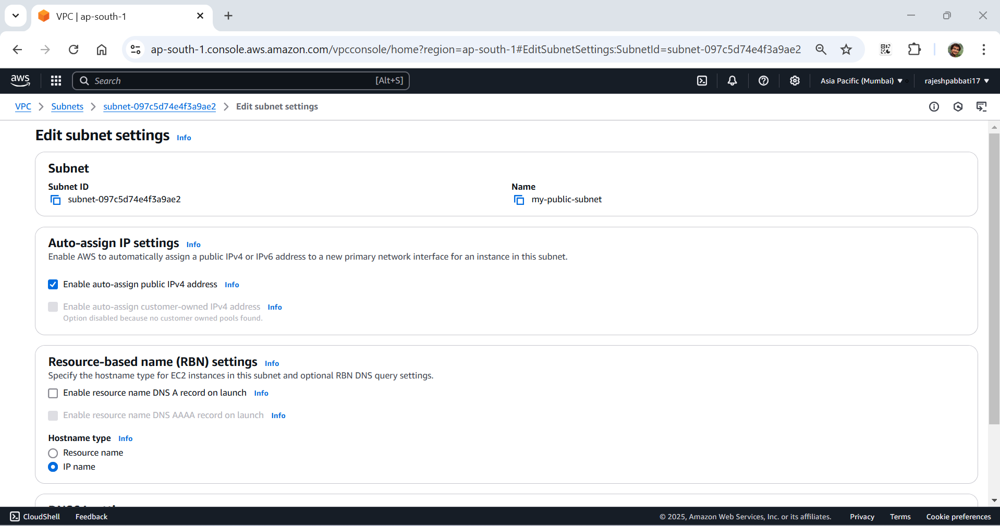 VPC | ap-south-1
ap-south-1.console.aws.amazon.com/vpcconsole/home?region=ap-south-1#EditSubnetSettings:SubnetId=subnet-097c5d74e4f3a9ae2
aws Search [Alt+S] Asia Pacific (Mumbai) rajeshpabbati17
VPC Subnets subnet-097c5d74e4f3a9ae2 Edit subnet settings
Edit subnet settings Info
Subnet
Subnet ID Name
subnet-097c5d74e4f3a9ae2 my-public-subnet
Auto-assign IP settings Info
Enable AWS to automatically assign a public IPv4 or IPv6 address to a new primary network interface for an instance in this subnet.
Enable auto-assign public IPv4 address Info
Enable auto-assign customer-owned IPv4 address Info
Option disabled because no customer owned pools found.
Resource-based name (RBN) settings Info
Specify the hostname type for EC2 instances in this subnet and optional RBN DNS query settings.
Enable resource name DNS A record on launch Info
Enable resource name DNS AAAA record on launch Info
Hostname type Info
Resource name
IP name
CloudShell Feedback © 2025, Amazon Web Services, Inc. or its affiliates. Privacy Terms Cookie preferences